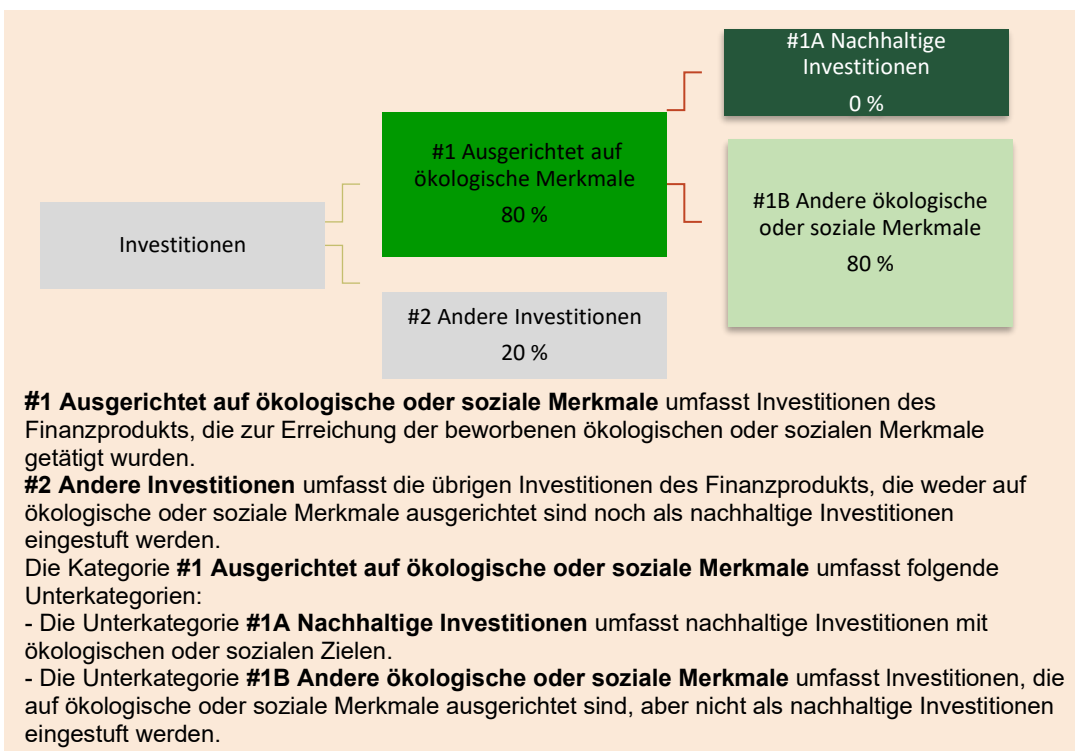 #1A Nachhaltige
Investitionen
0 %
#1 Ausgerichtet auf
ökologische Merkmale
80 %
#1B Andere ökologische
oder soziale Merkmale
80 %
Investitionen
#2 Andere Investitionen
20 %
#1 Ausgerichtet auf ökologische oder soziale Merkmale umfasst Investitionen des
Finanzprodukts, die zur Erreichung der beworbenen ökologischen oder sozialen Merkmale
getätigt wurden.
#2 Andere Investitionen umfasst die übrigen Investitionen des Finanzprodukts, die weder auf
ökologische oder soziale Merkmale ausgerichtet sind noch als nachhaltige Investitionen
eingestuft werden.
Die Kategorie #1 Ausgerichtet auf ökologische oder soziale Merkmale umfasst folgende
Unterkategorien:
- Die Unterkategorie #1A Nachhaltige Investitionen umfasst nachhaltige Investitionen mit
ökologischen oder sozialen Zielen.
- Die Unterkategorie #1B Andere ökologische oder soziale Merkmale umfasst Investitionen, die
auf ökologische oder soziale Merkmale ausgerichtet sind, aber nicht als nachhaltige Investitionen
eingestuft werden.